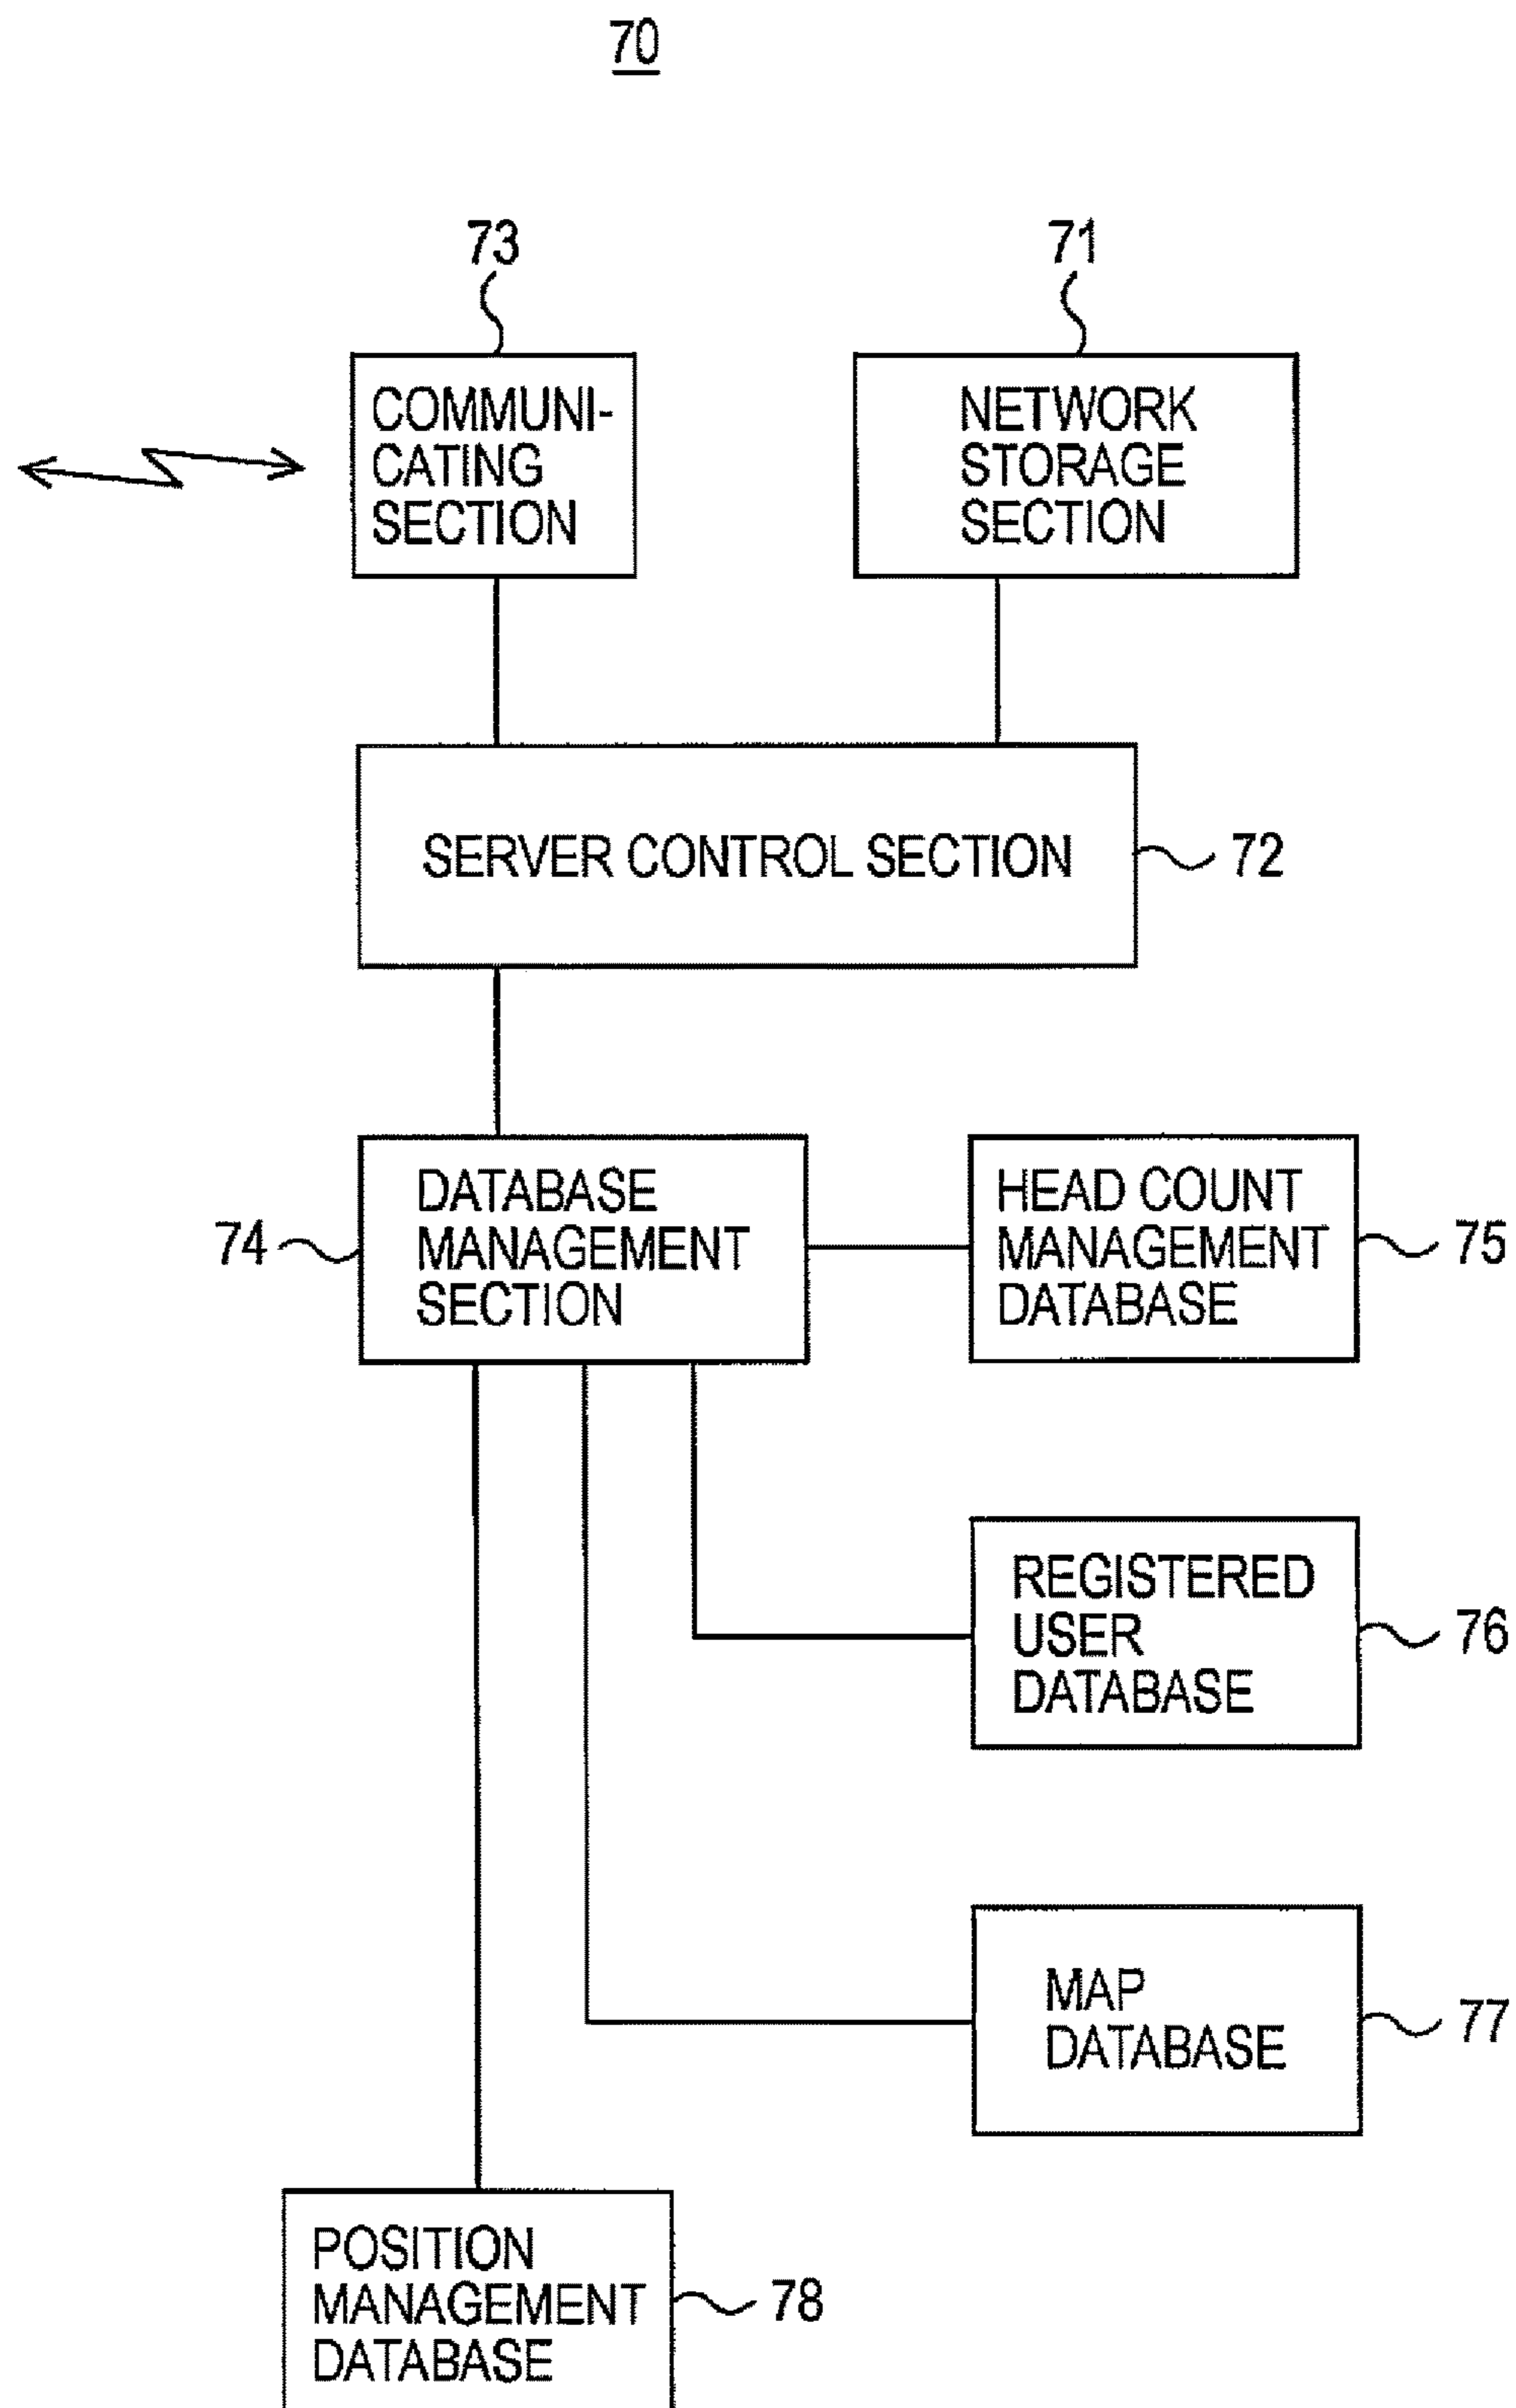 70
73
71
COMMUNI-
CATING
SECTION
NETWORK
STORAGE
SECTION
SERVER CONTROL SECTION
72
74
DATABASE
MANAGEMENT
SECTION
HEAD COUNT
MANAGEMENT
DATABASE
75
REGISTERED
USER
DATABASE
76
MAP
DATABASE
77
POSITION
MANAGEMENT
DATABASE
78